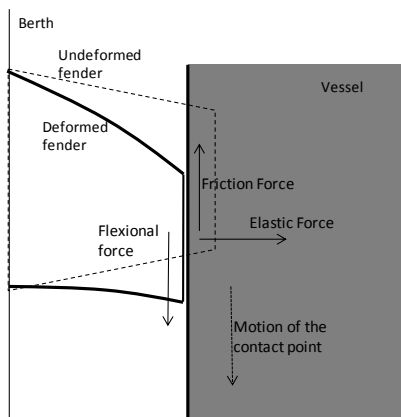 Berth
Undeformed
fender
Vessel
Deformed
fender
Friction Force
Flexional
force
Elastic Force
Motion of the
contact point